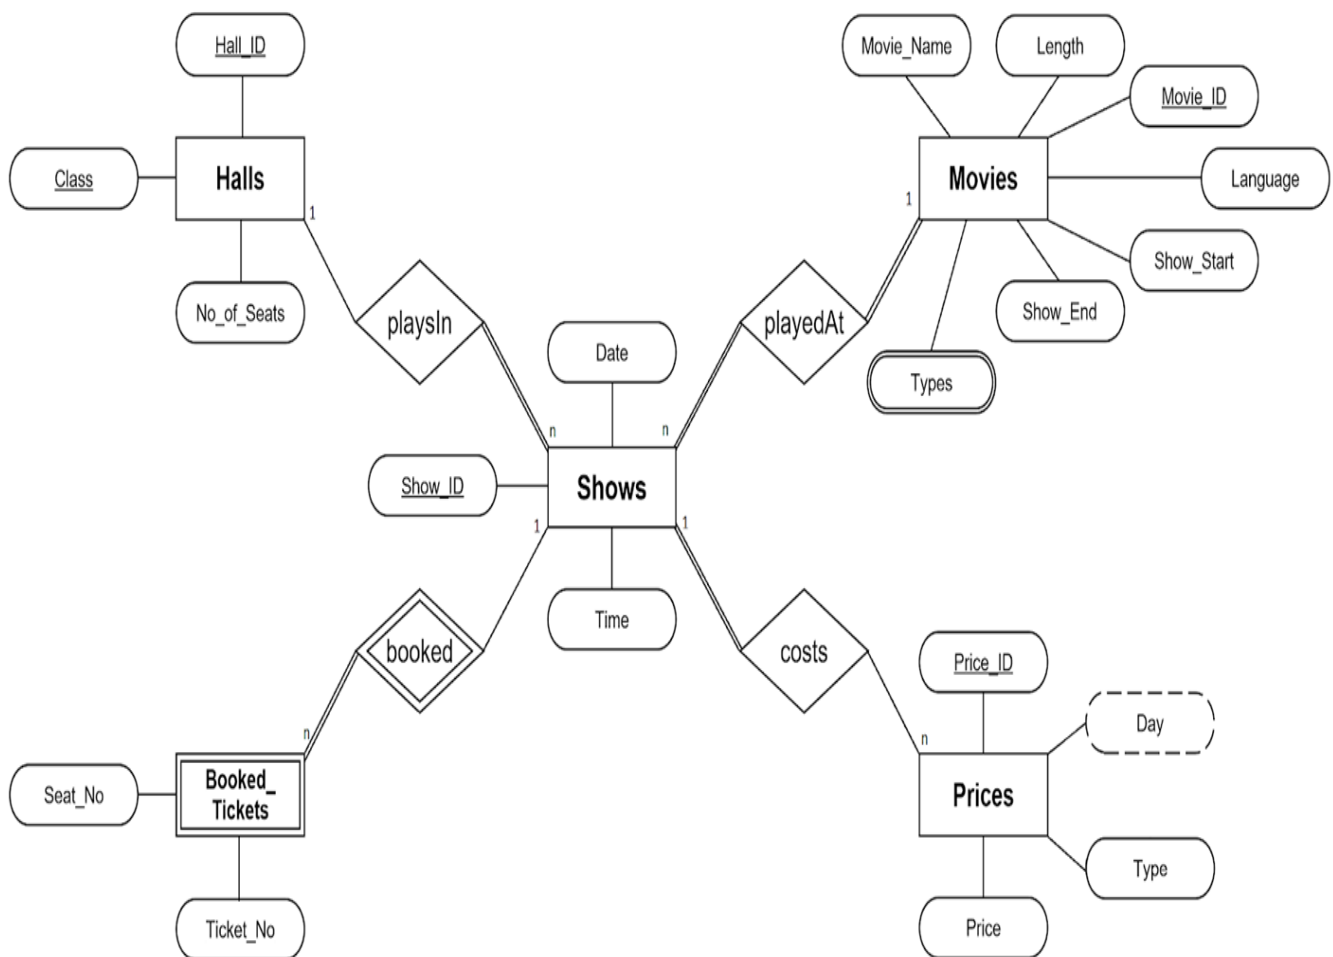 Hall_ID
Movie_Name
Length
Movie_ID
Class
Halls
Movies
Language
1
1
Show_Start
No_of_Seats
Show_End
playsIn
playedAt
Date
Types
n
n
Show_ID
Shows
1
1
Time
booked
costs
Price_ID
Day
n
n
Booked_
Tickets
Seat_No
Prices
Type
Ticket_No
Price